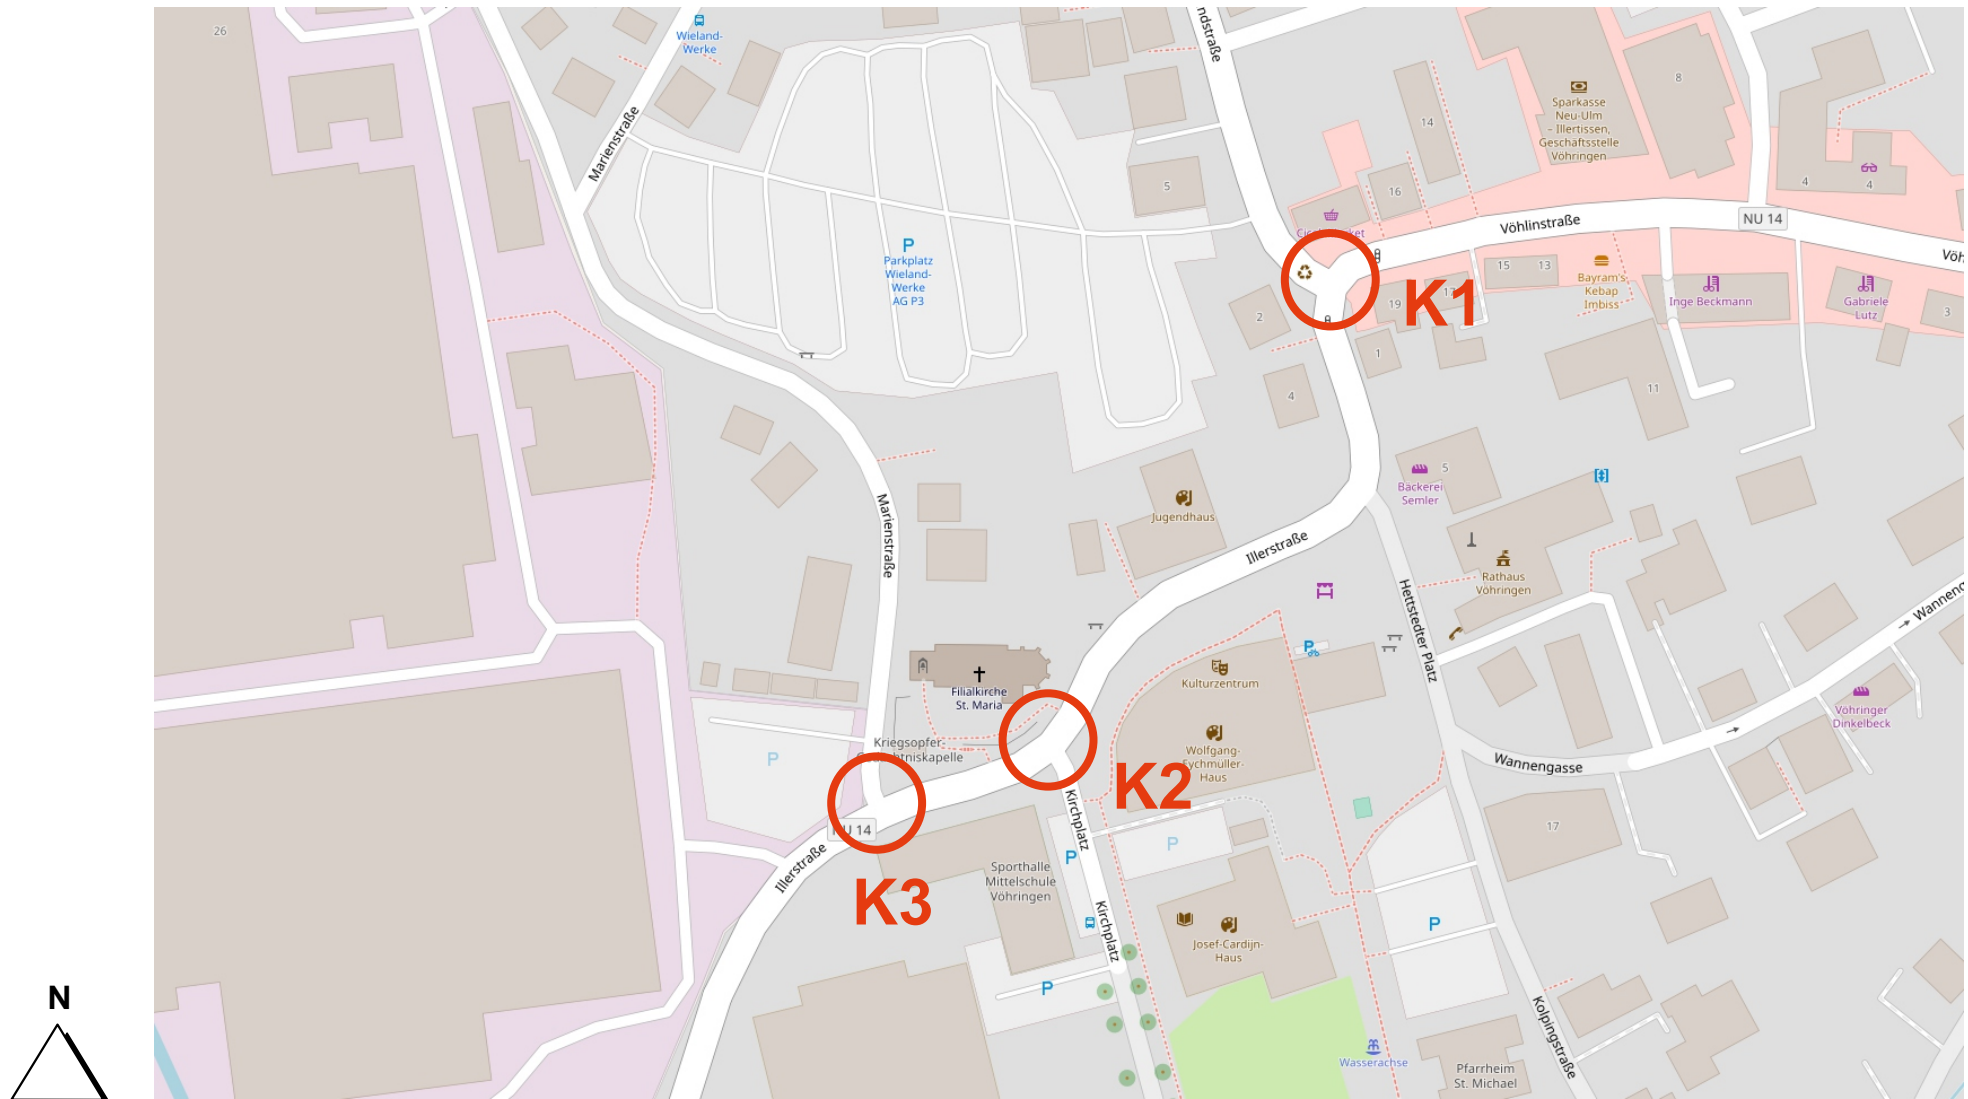 26
Wieland-
Werke
ndstraße
Marienstraße
14
16
5
Sparkasse
Neu-Ulm
- Illertissen,
Geschäftsstelle
Vöhringen
8
4
4
NU 14
Vöhlinstraße
P
Parkplatz
Wieland-
Werke
AG P3
15
13
Bayram's
Kebap
Imbiss
Inge Beckmann
Gabriele
Lutz
3
K1
19
2
1
4
11
Bäckerei
Semler
5
Marienstraße
Jugendhaus
Illerstraße
Rathaus
Vöhringen
Hettstedter Platz
P
Kulturzentrum
Filialkirche
St. Maria
Vöhringer
Dinkelbeck
Wannengasse
Kriegsopfer-
P
Wolfgang-
Eychmüller-
Haus
K2
Kirchplatz
17
Illerstraße
K3
Sporthalle
Mittelschule
Vöhringen
P
P
Kirchplatz
Josef-Cardijn-
Haus
P
P
N
Kolpingstraße
Wasserachse
Pfarrheim
St. Michael